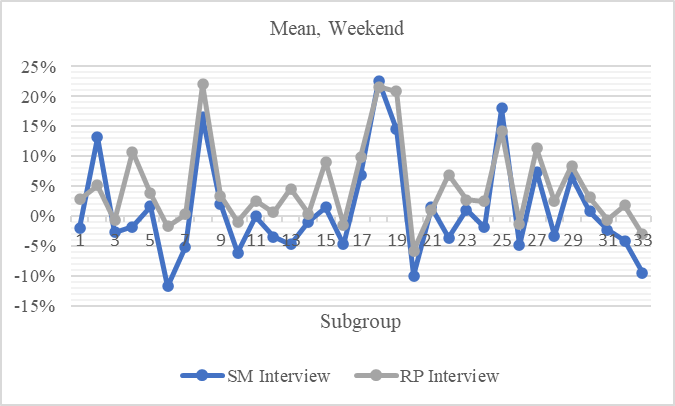 Mean, Weekend
25%
20%
15%
10%
5%
0%
-5%
-10%
-15%
1 3 5 7 9 11 13 15 17 19 21 23 25 27 29 31 33
Subgroup
SM Interview RP Interview